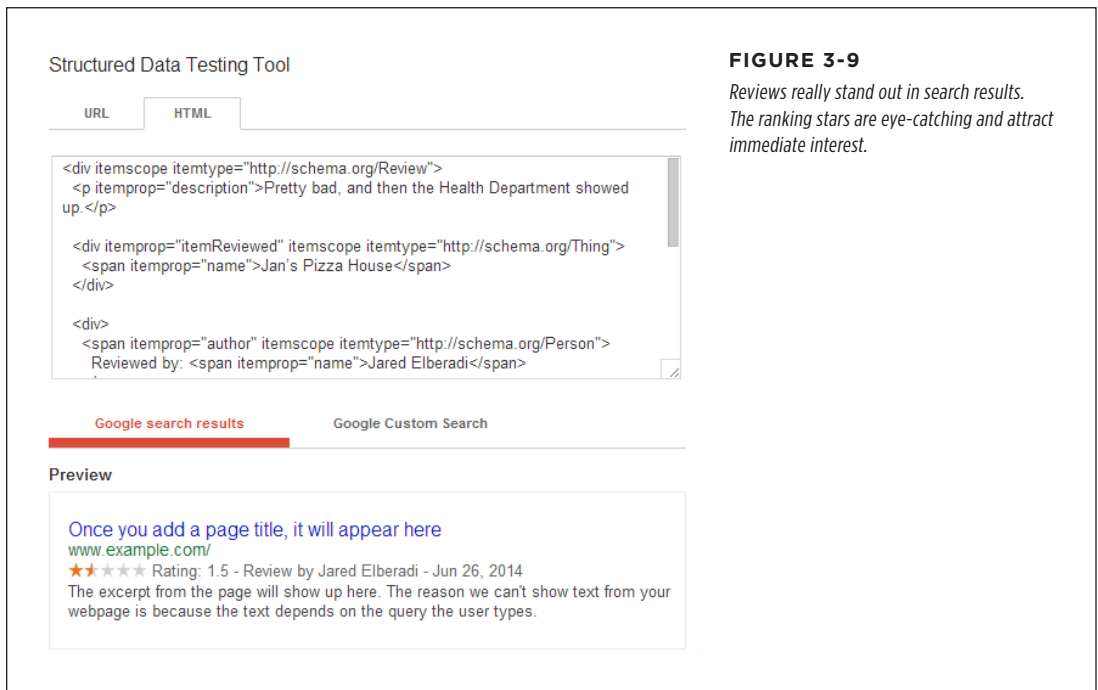 Structured Data Testing Tool
URL
HTML
<div itemscope itemtype="http://schema.org/Review">
<p itemprop="description">Pretty bad, and then the Health Department showed
up.</p>
<div itemprop="itemReviewed" itemscope itemtype="http://schema.org/Thing">
<span itemprop="name">Jan's Pizza House</span>
</div>
<div>
<span itemprop="author" itemscope itemtype="http://schema.org/Person">
Reviewed by: <span itemprop="name">Jared Elberadi</span>
Google search results
Google Custom Search
Preview
Once you add a page title, it will appear here
www.example.com/
Rating: 1.5 - Review by Jared Elberadi - Jun 26, 2014
The excerpt from the page will show up here. The reason we can't show text from your
webpage is because the text depends on the query the user types.
FIGURE 3-9
Reviews really stand out in search results.
The ranking stars are eye-catching and attract
immediate interest.